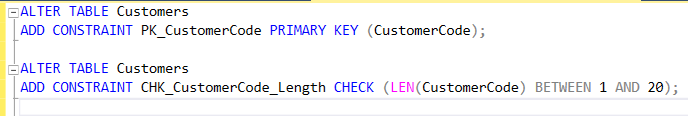 ALTER TABLE Customers
ADD CONSTRAINT PK_CustomerCode PRIMARY KEY (CustomerCode);
ALTER TABLE Customers
ADD CONSTRAINT CHK_CustomerCode_Length CHECK (LEN(CustomerCode) BETWEEN 1 AND 20);